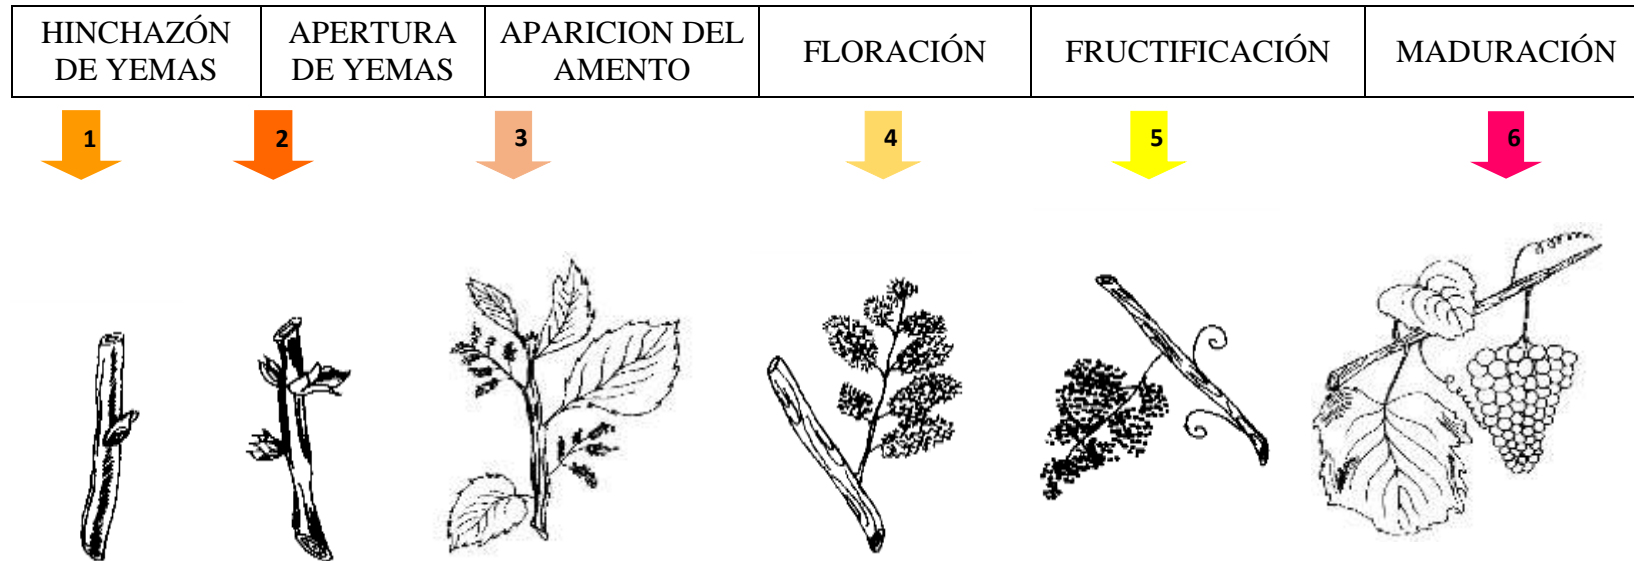 HINCHAZÓN
DE YEMAS
APERTURA
DE YEMAS
APARICION DEL
AMENTO
FLORACIÓN
FRUCTIFICACIÓN
MADURACIÓN
1
2
3
4
5
6